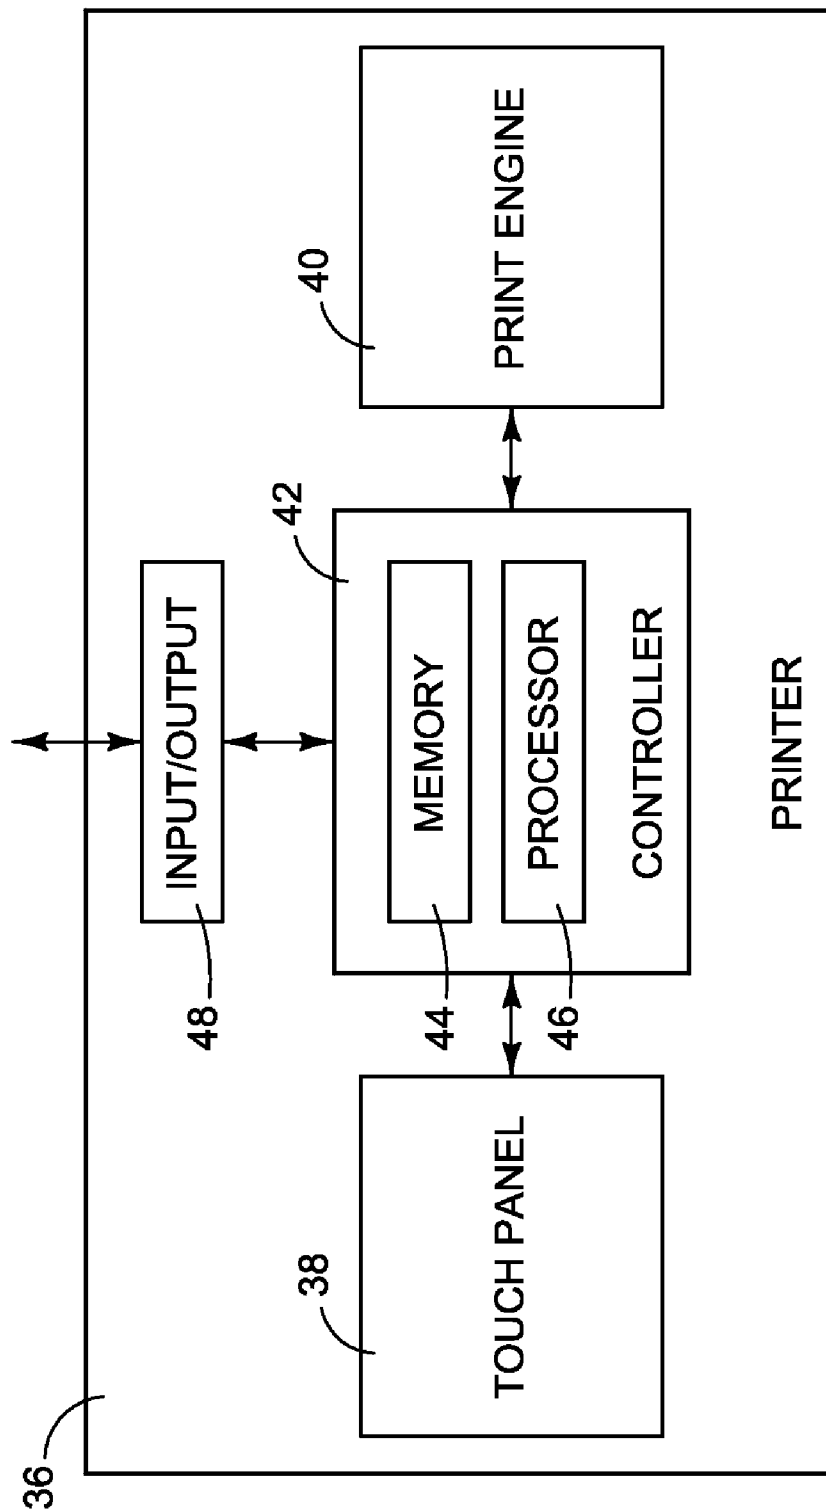 36
48
INPUT/OUTPUT
38
TOUCH PANEL
42
44
MEMORY
46
PROCESSOR
CONTROLLER
40
PRINT ENGINE
PRINTER